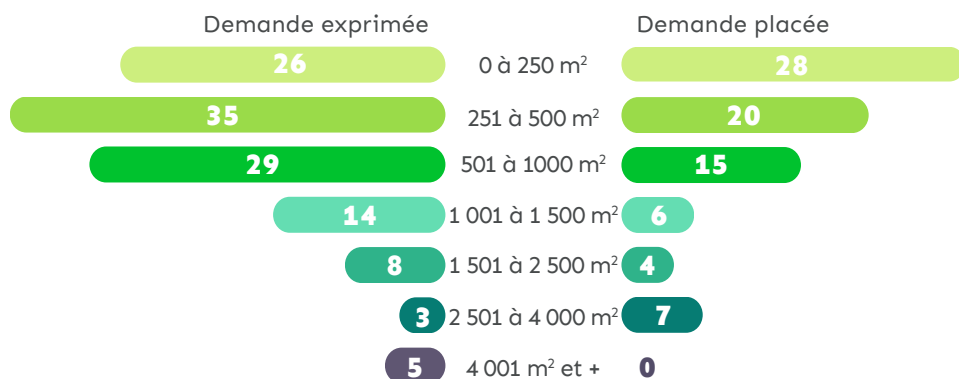 Demande exprimée Demande placée
26 0 à 250 m² 28
35 251 à 500 m² 20
29 501 à 1000 m² 15
14 1 001 à 1 500 m² 6
8 1 501 à 2 500 m² 4
3 2 501 à 4 000 m² 7
5 4 001 m² et + 0